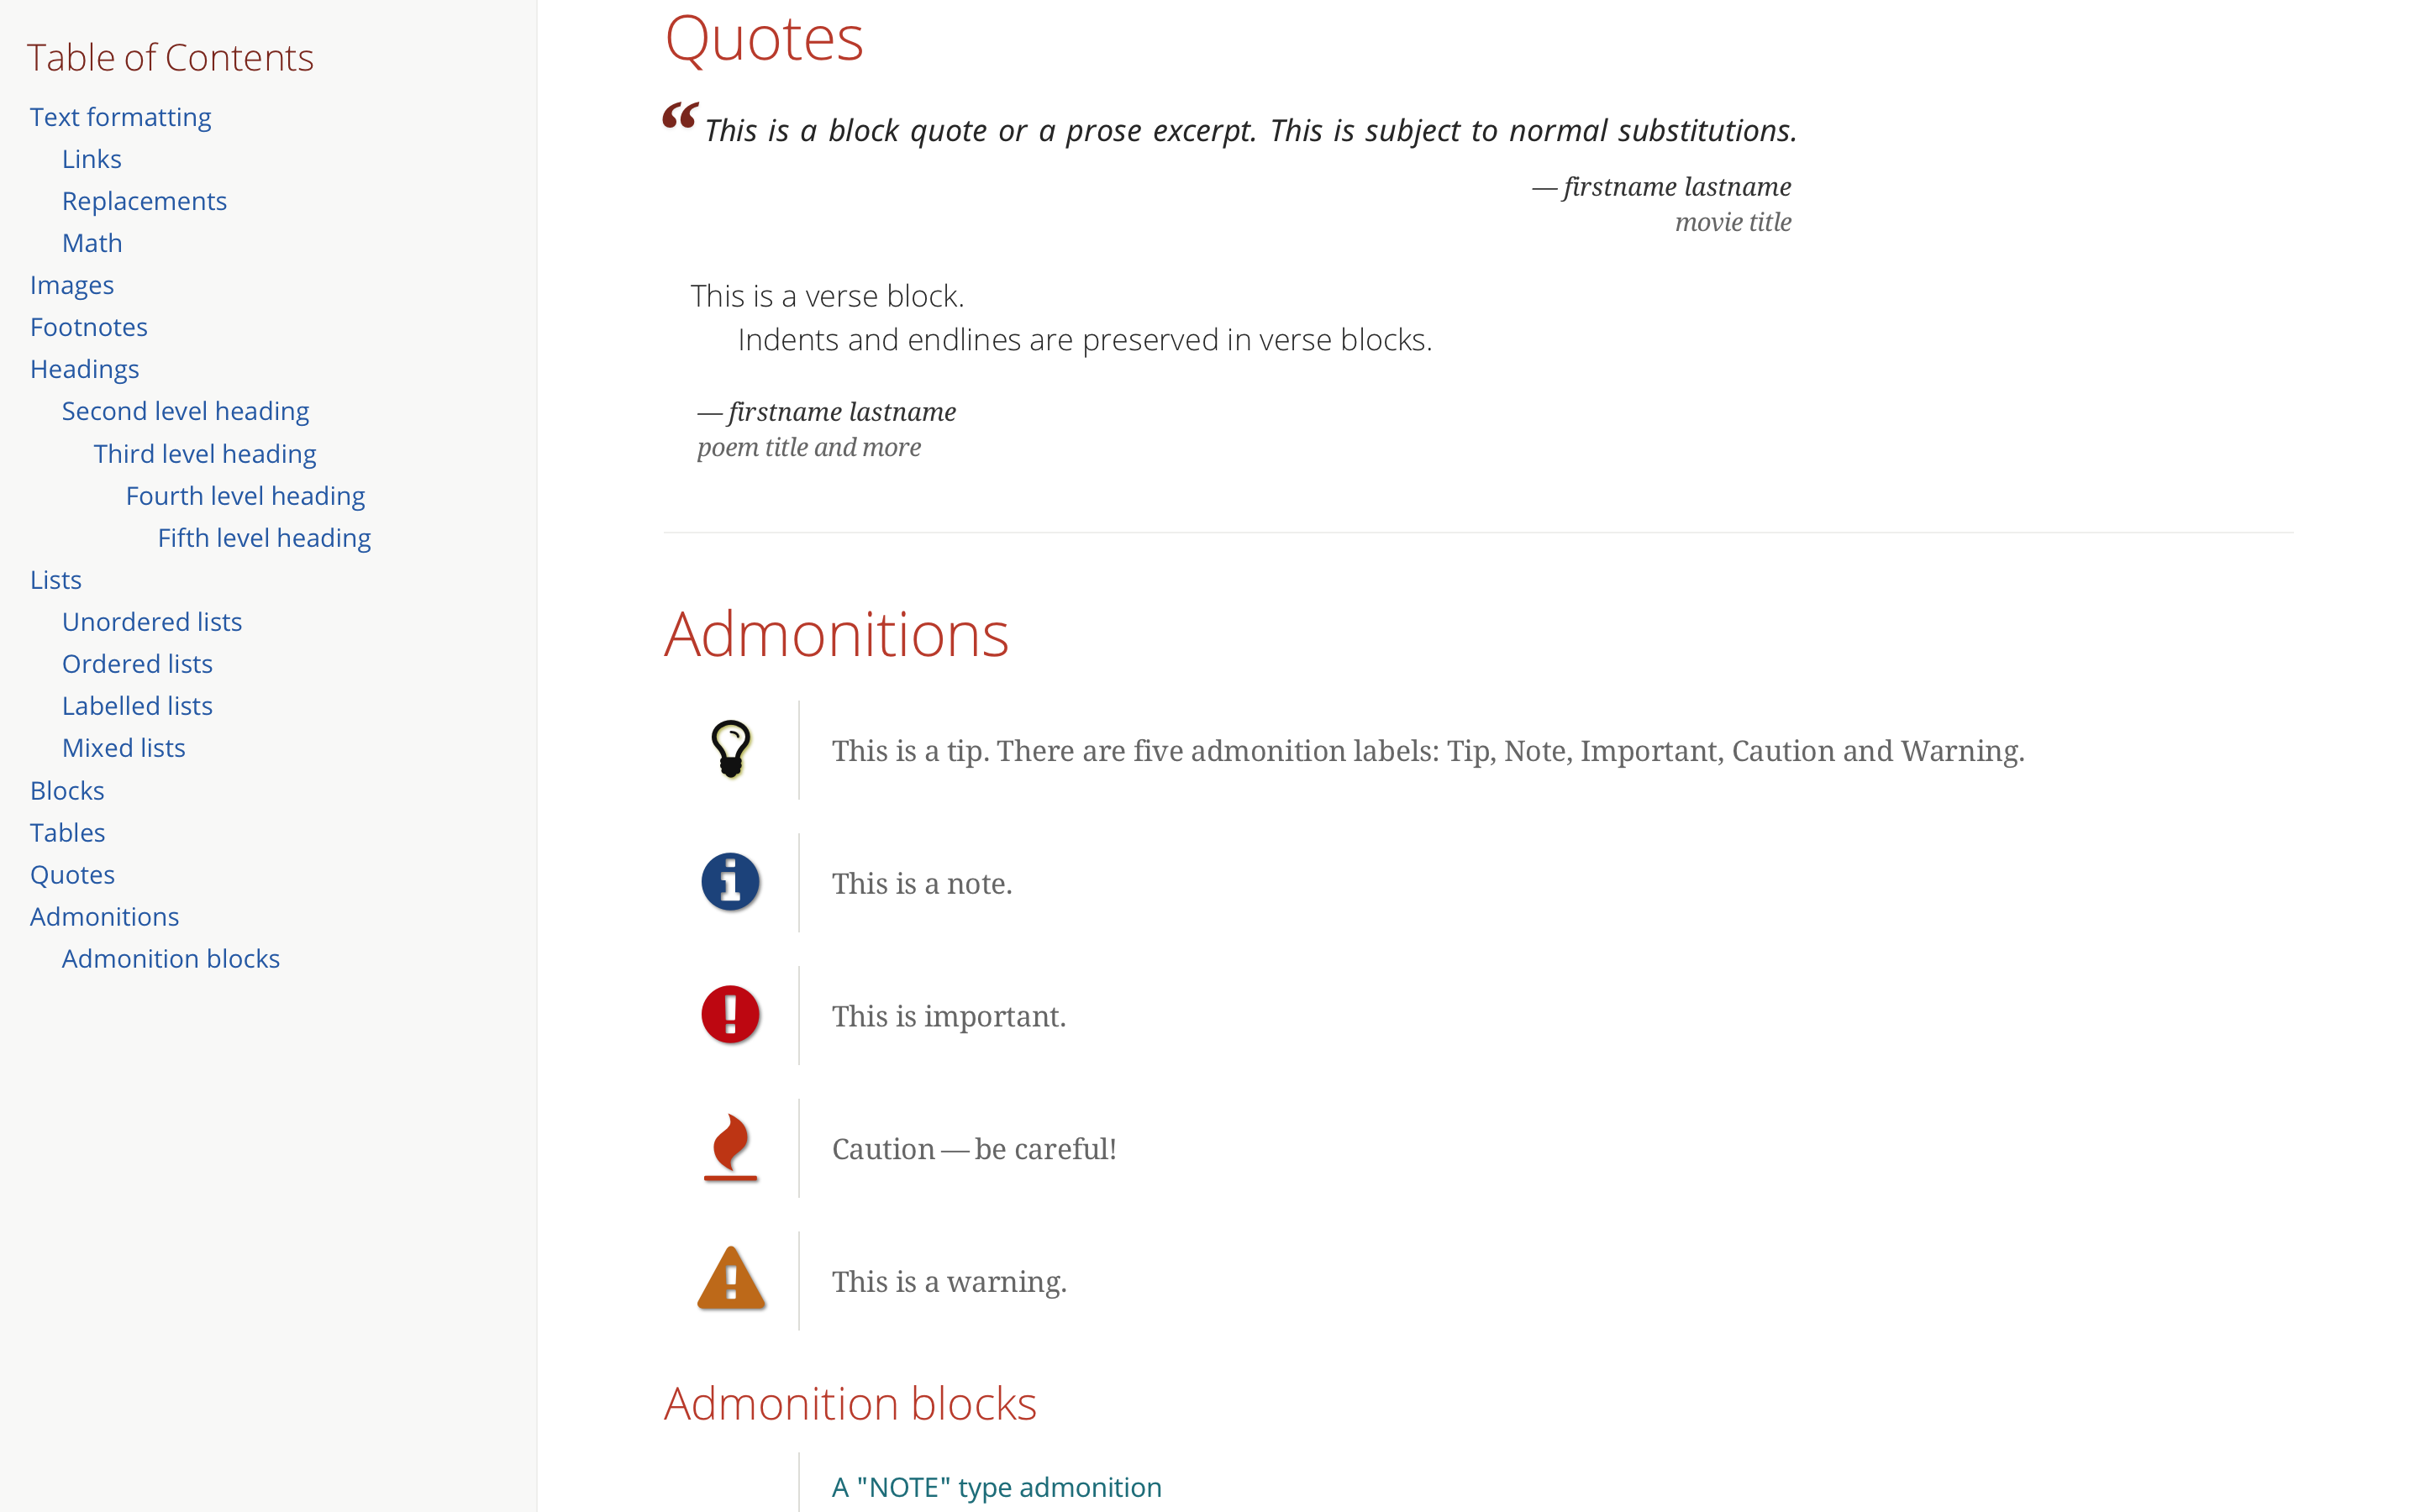 Table of Contents
Text formatting
Links
Replacements
Math
Images
Footnotes
Headings
Second level heading
Third level heading
Fourth level heading
Fifth level heading
Lists
Unordered lists
Ordered lists
Labelled lists
Mixed lists
Blocks
Tables
Quotes
Admonitions
Admonition blocks
Quotes
“ This is a block quote or a prose excerpt. This is subject to normal substitutions.
— firstname lastname
movie title
This is a verse block.
Indents and endlines are preserved in verse blocks.
— firstname lastname
poem title and more
Admonitions
This is a tip. There are five admonition labels: Tip, Note, Important, Caution and Warning.
This is a note.
This is important.
Caution — be careful!
This is a warning.
Admonition blocks
A "NOTE" type admonition